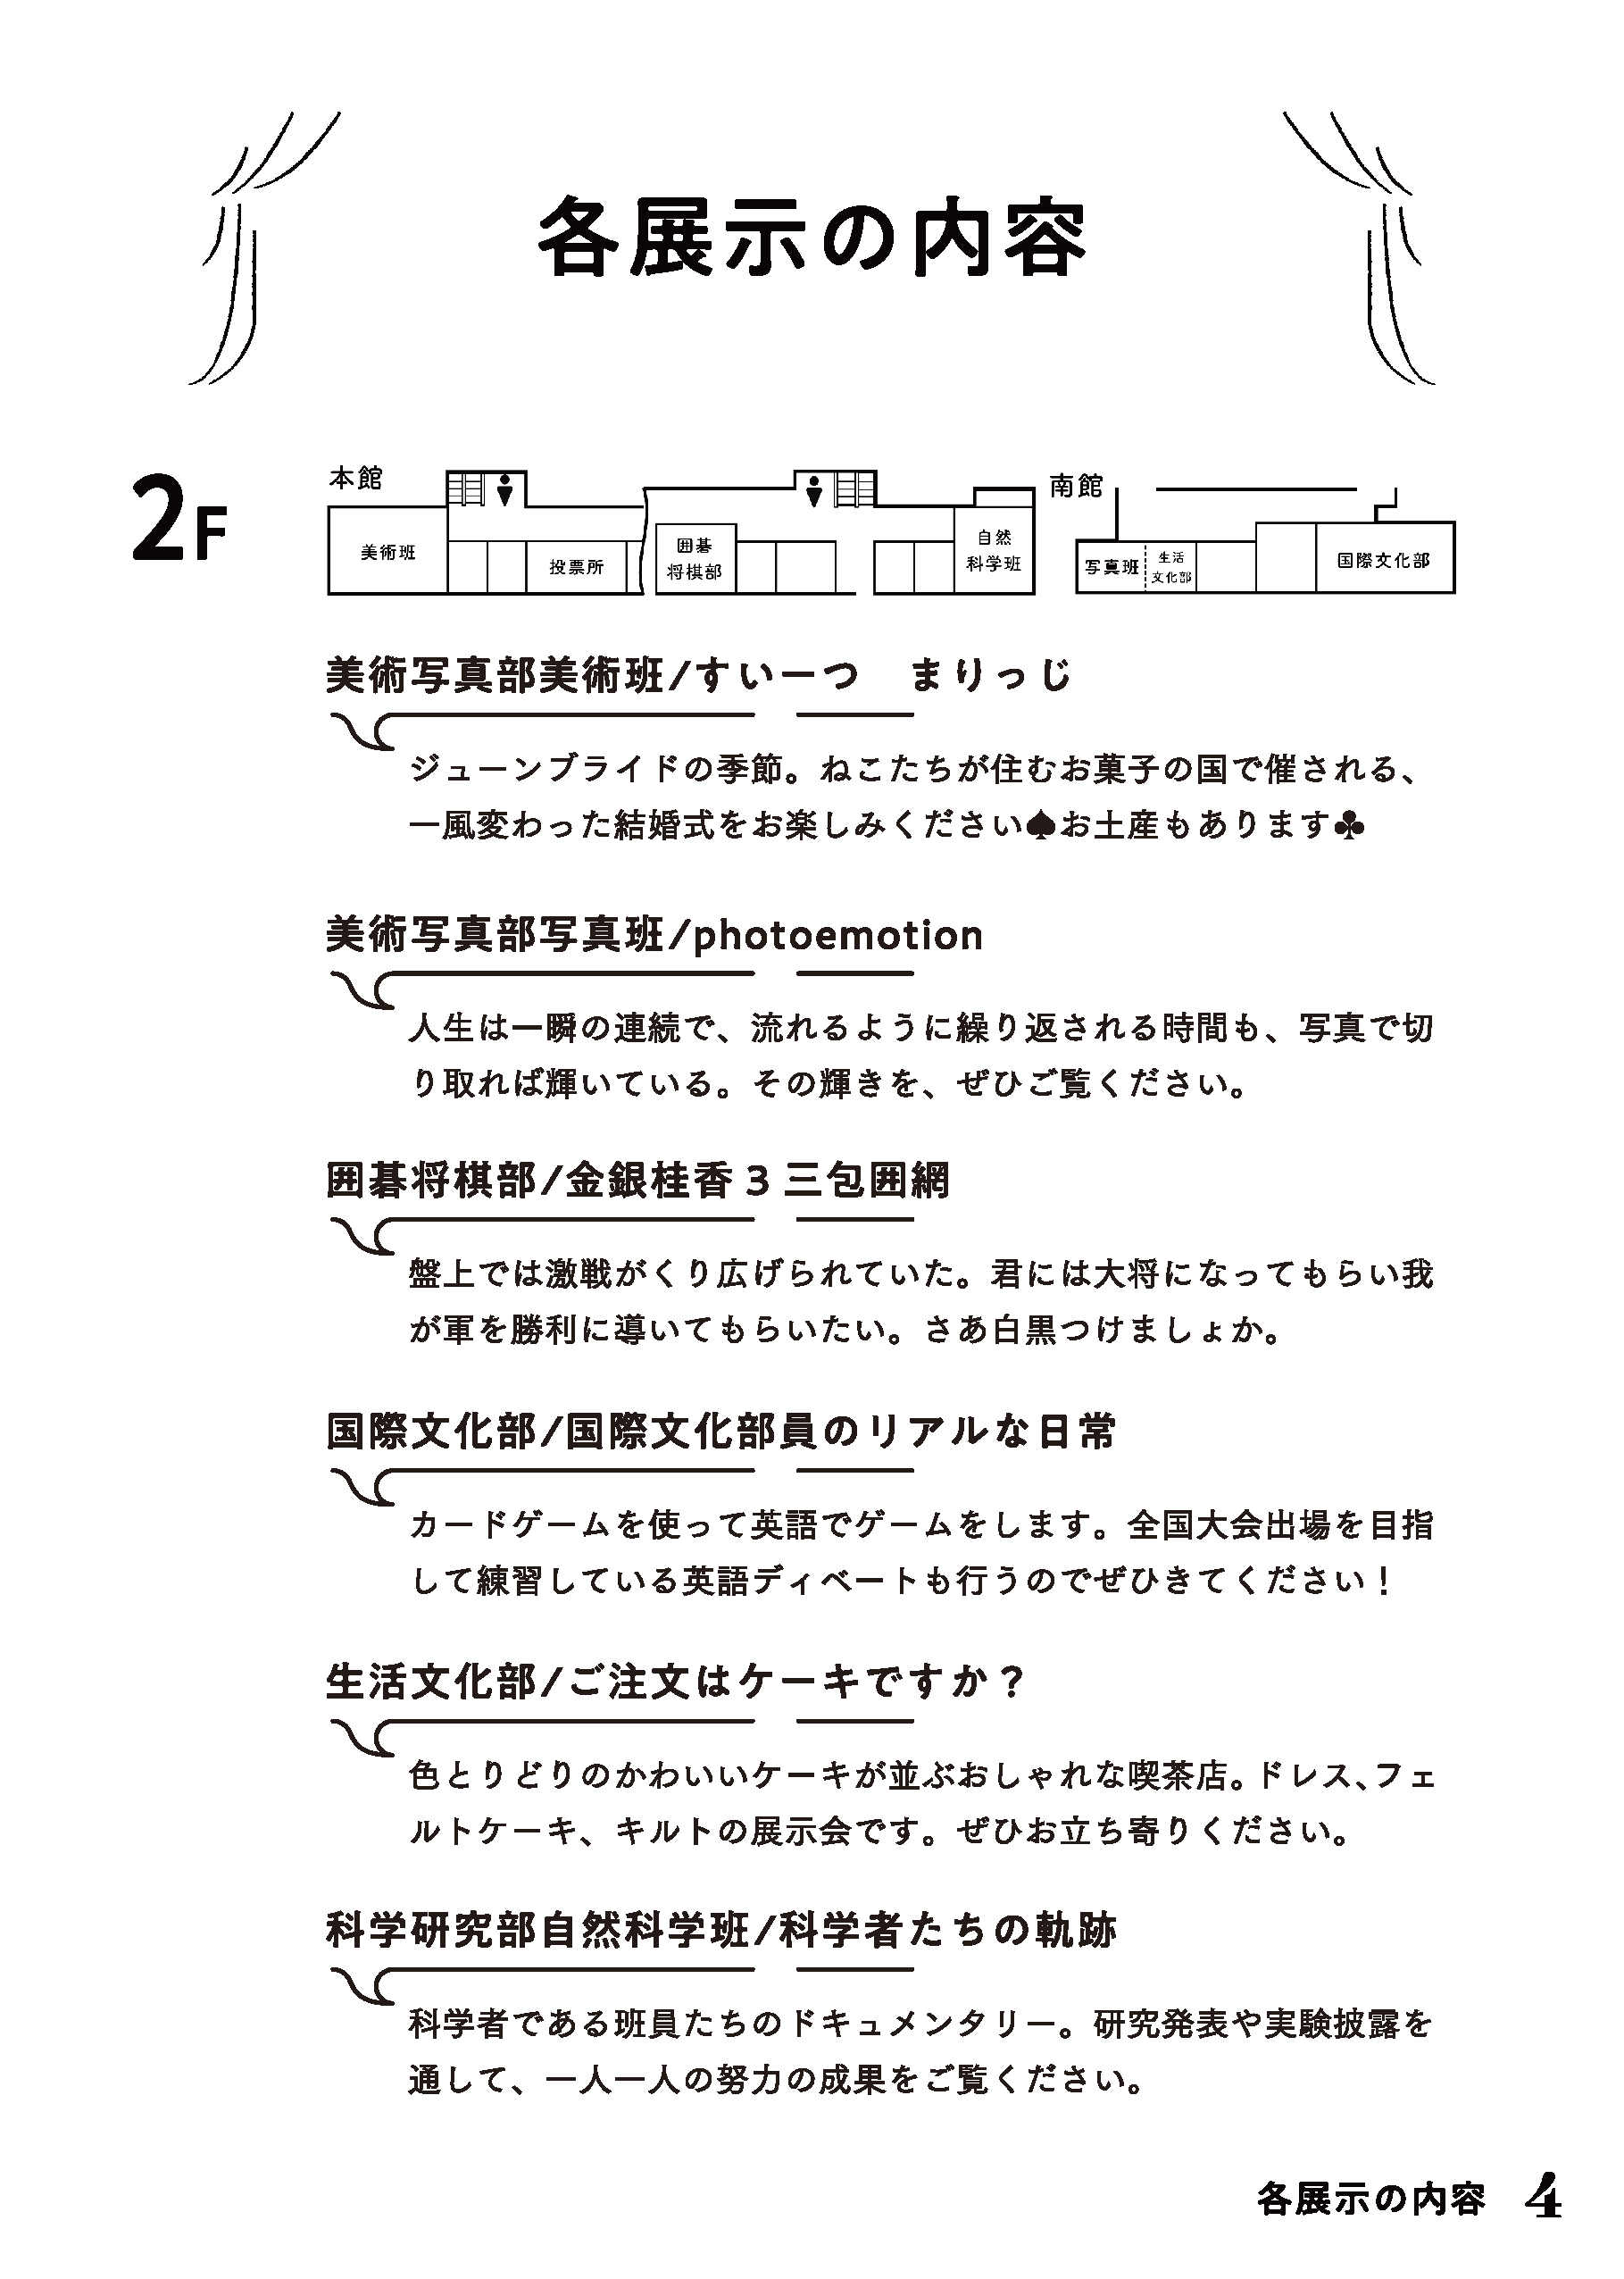 各展示の内容
2F
本館
美術班
投票所
囲碁
将棋部
自然
科学班
南館
写真班
生活
文化部
国際文化部
美術写真部美術班/すいーつ　まりっじ
ジューンブライドの季節。ねこたちが住むお菓子の国で催される、
一風変わった結婚式をお楽しみください♠お土産もあります♣
美術写真部写真班/photoemotion
人生は一瞬の連続で、流れるように繰り返される時間も、写真で切
り取れば輝いている。その輝きを、ぜひご覧ください。
囲碁将棋部/金銀桂香3 三包囲網
盤上では激戦がくり広げられていた。君には大将になってもらい我
が軍を勝利に導いてもらいたい。さあ白黒つけましょか。
国際文化部/国際文化部員のリアルな日常
カードゲームを使って英語でゲームをします。全国大会出場を目指
して練習している英語ディベートも行うのでぜひきてください！
生活文化部/ご注文はケーキですか？
色とりどりのかわいいケーキが並ぶおしゃれな喫茶店。ドレス、フェ
ルトケーキ、キルトの展示会です。ぜひお立ち寄りください。
科学研究部自然科学班/科学者たちの軌跡
科学者である班員たちのドキュメンタリー。研究発表や実験披露を
通して、一人一人の努力の成果をご覧ください。
各展示の内容 4